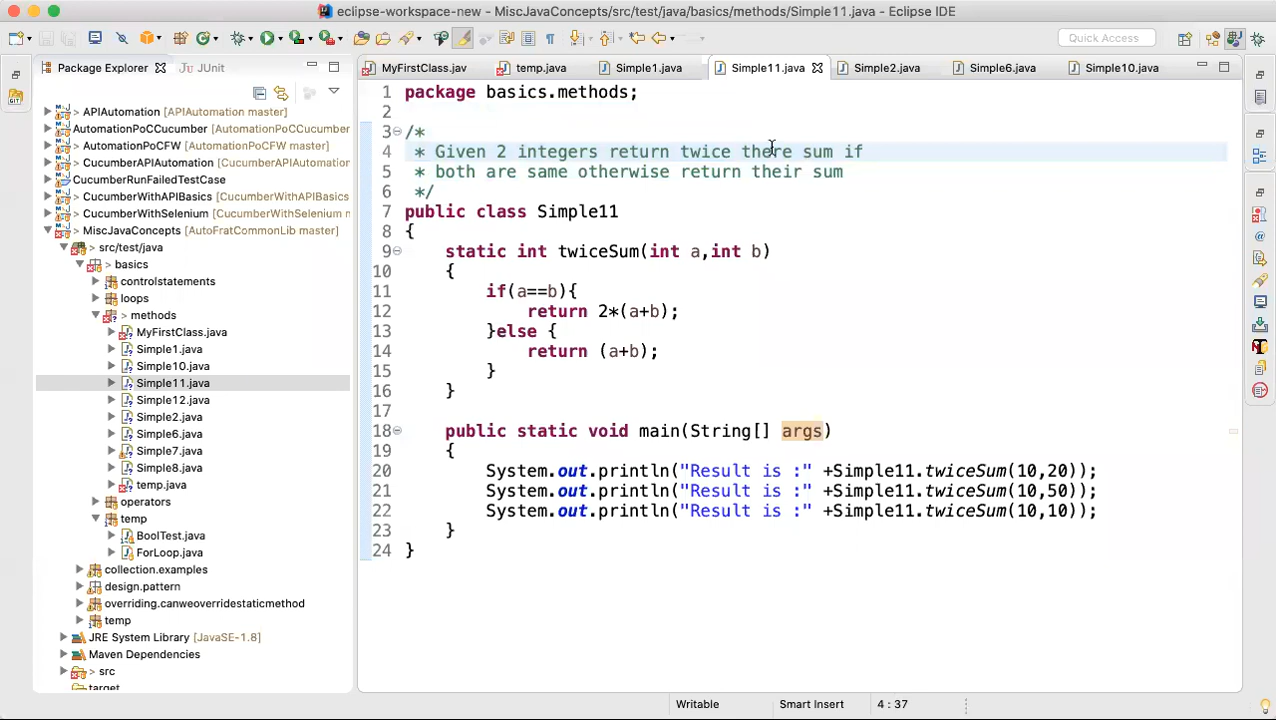 eclipse-workspace-new - MiscJavaConcepts/src/test/java/basics/methods/Simple11.java - Eclipse IDE
Quick Access
Package Explorer
JUnit
MyFirstClass.jav
temp.java
Simple1.java
Simple11.java
Simple2.java
Simple6.java
Simple10.java
> APIAutomation [APIAutomation master]
AutomationPoCCucumber [AutomationPoCCucumber
> AutomationPoCFW [AutomationPoCFW master]
> CucumberAPIAutomation [CucumberAPIAutomation
CucumberRunFailedTestCase
> CucumberWithAPIBasics [CucumberWithAPIBasics
> CucumberWithSelenium [CucumberWithSelenium m
> MiscJavaConcepts [AutoFratCommonLib master]
> src/test/java
> basics
controlstatements
loops
> methods
MyFirstClass.java
Simple1.java
Simple10.java
Simple11.java
Simple12.java
Simple2.java
Simple6.java
Simple7.java
Simple8.java
temp.java
operators
> temp
BoolTest.java
ForLoop.java
collection.examples
design.pattern
overriding.canweoverridestaticmethod
> temp
JRE System Library [JavaSE-1.8]
Maven Dependencies
> src
target
1 package basics.methods;
2
3 /*
4 * Given 2 integers return twice there sum if
5 * both are same otherwise return their sum
6 */
7 public class Simple11
8 {
9 static int twiceSum(int a,int b)
10 {
11 if(a==b){
12 return 2*(a+b);
13 }else {
14 return (a+b);
15 }
16 }
17
18 public static void main(String[] args)
19 {
20 System.out.println("Result is :" +Simple11.twiceSum(10,20));
21 System.out.println("Result is :" +Simple11.twiceSum(10,50));
22 System.out.println("Result is :" +Simple11.twiceSum(10,10));
23 }
24 }
Writable
Smart Insert
4 : 37